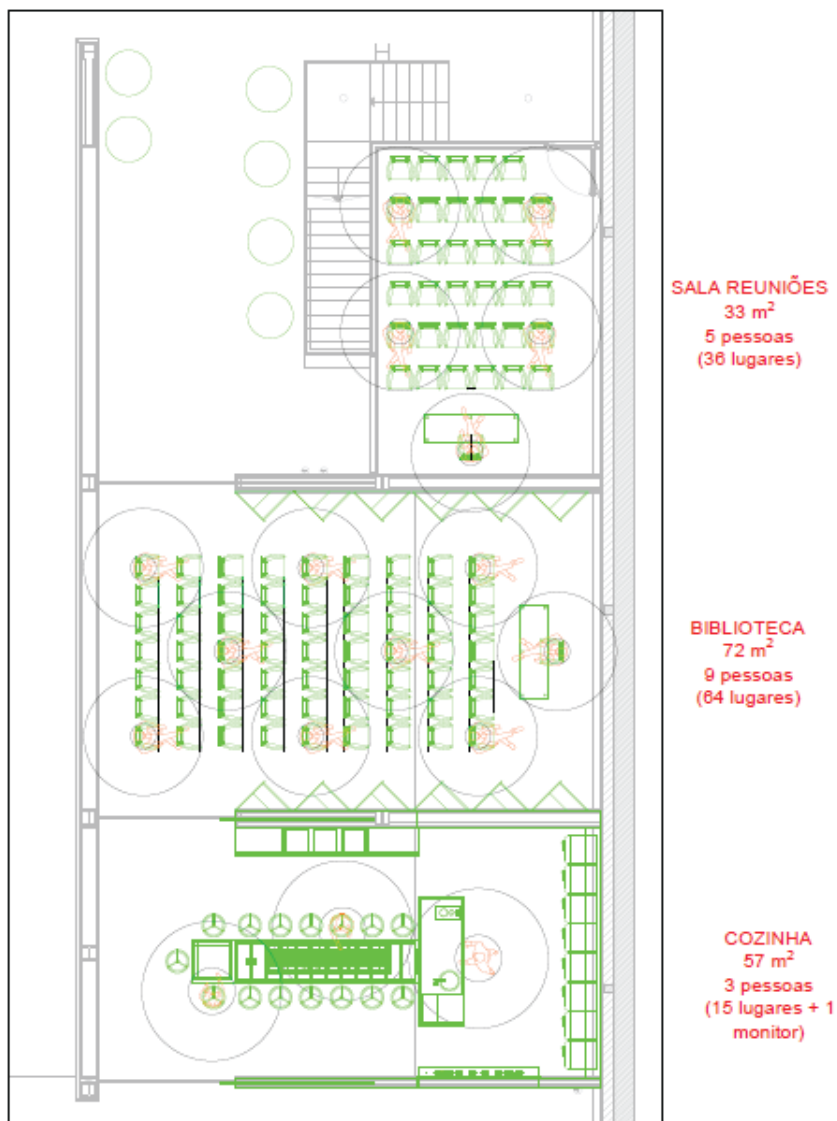 SALA REUNIÕES
33 m²
5 pessoas
(36 lugares)
BIBLIOTECA
72 m²
9 pessoas
(64 lugares)
COZINHA
57 m²
3 pessoas
(15 lugares + 1
monitor)